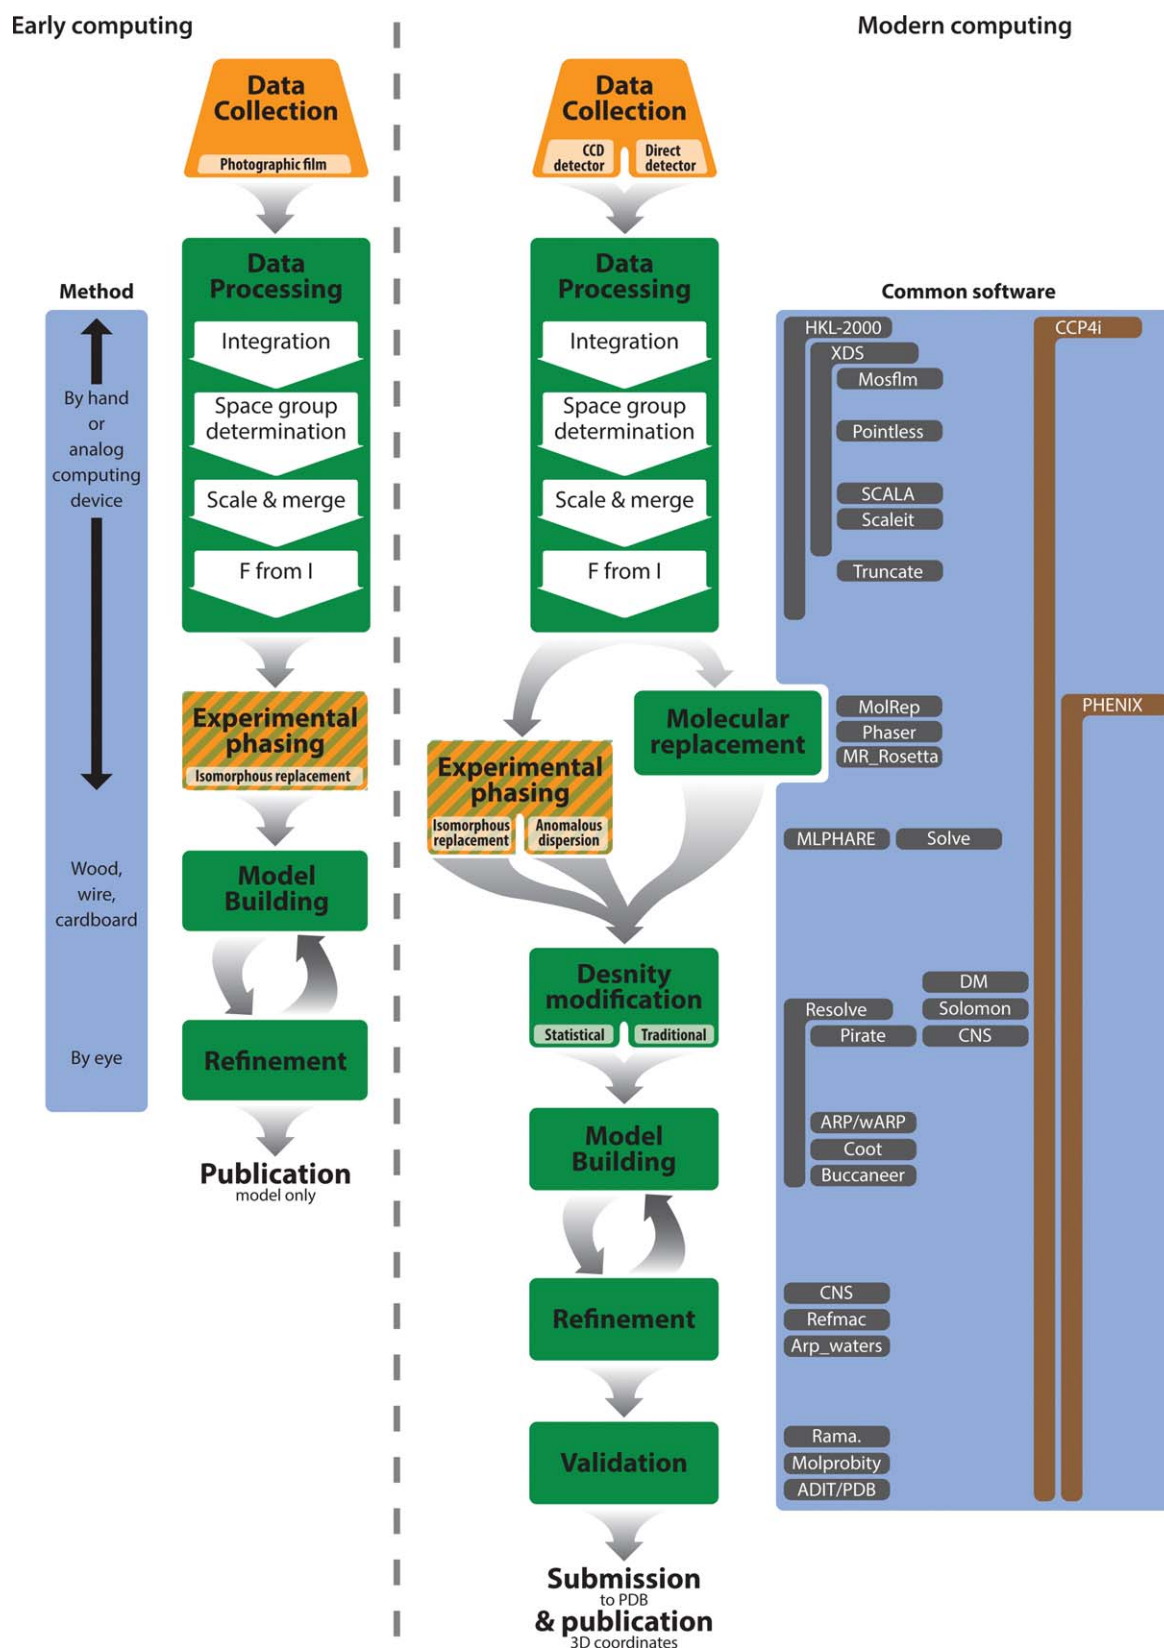 Early computing
Modern computing
Data
Collection
Photographic film
Data
Processing
Integration
Space group
determination
Scale & merge
F from I
Experimental
phasing
Isomorphous replacement
Model
Building
Refinement
Publication
model only
Method
By hand
or
analog
computing
device
Wood,
wire,
cardboard
By eye
Data
Collection
CCD
detector
Direct
detector
Data
Processing
Integration
Space group
determination
Scale & merge
F from I
Molecular
replacement
Experimental
phasing
Isomorphous
replacement
Anomalous
dispersion
Desnity
modification
Statistical
Traditional
Model
Building
Refinement
Validation
Submission
to PDB
& publication
3D coordinates
Common software
HKL-2000
CCP4i
XDS
Mosflm
Pointless
SCALA
Scaleit
Truncate
PHENIX
MolRep
Phaser
MR_Rosetta
MLPHARE
Solve
DM
Resolve
Solomon
Pirate
CNS
ARP/wARP
Coot
Buccaneer
CNS
Refmac
Arp_waters
Rama.
Molprobity
ADIT/PDB